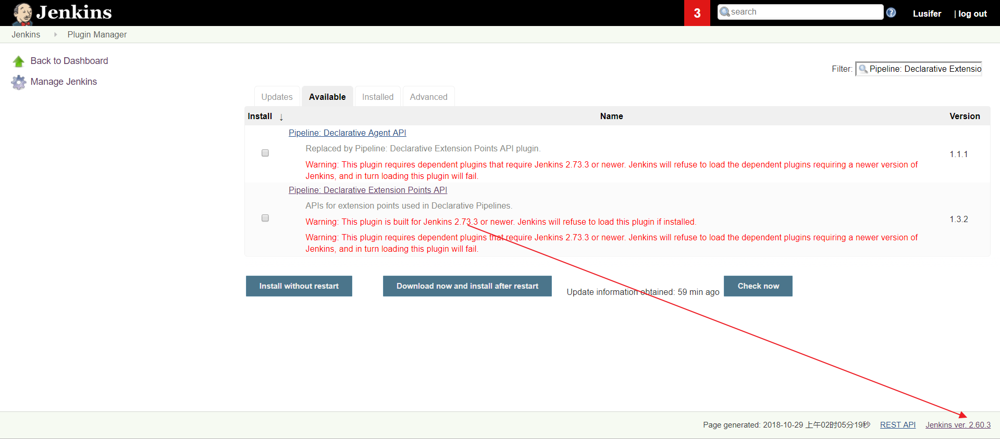 Jenkins
3
search
Lusifer
| log out
Jenkins
Plugin Manager
Back to Dashboard
Manage Jenkins
Filter:
Pipeline: Declarative Extensio
Updates
Available
Installed
Advanced
Install ↓
Name
Version
Pipeline: Declarative Agent API
Replaced by Pipeline: Declarative Extension Points API plugin.
Warning: This plugin requires dependent plugins that require Jenkins 2.73.3 or newer. Jenkins will refuse to load the dependent plugins requiring a newer version of
Jenkins, and in turn loading this plugin will fail.
1.1.1
Pipeline: Declarative Extension Points API
APIs for extension points used in Declarative Pipelines.
Warning: This plugin is built for Jenkins 2.73.3 or newer. Jenkins will refuse to load this plugin if installed.
Warning: This plugin requires dependent plugins that require Jenkins 2.73.3 or newer. Jenkins will refuse to load the dependent plugins requiring a newer version of
Jenkins, and in turn loading this plugin will fail.
1.3.2
Install without restart
Download now and install after restart
Update information obtained: 59 min ago
Check now
Page generated: 2018-10-29 上午02时05分19秒
REST API
Jenkins ver. 2.60.3